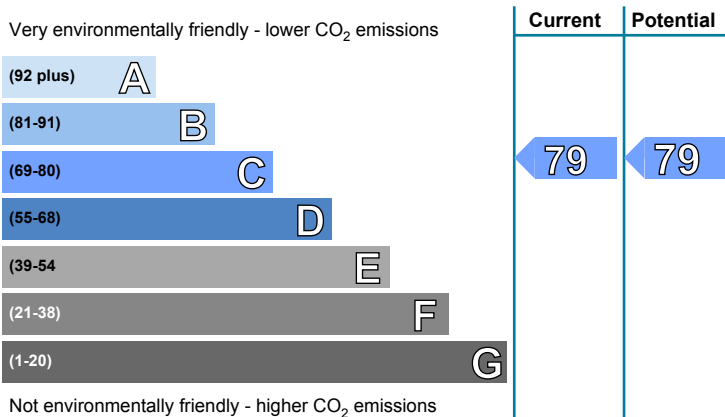 Very environmentally friendly - lower CO2 emissions
Current Potential
(92 plus) A
(81-91) B
(69-80) C
79 79
(55-68) D
(39-54 E
(21-38) F
(1-20) G
Not environmentally friendly - higher CO2 emissions